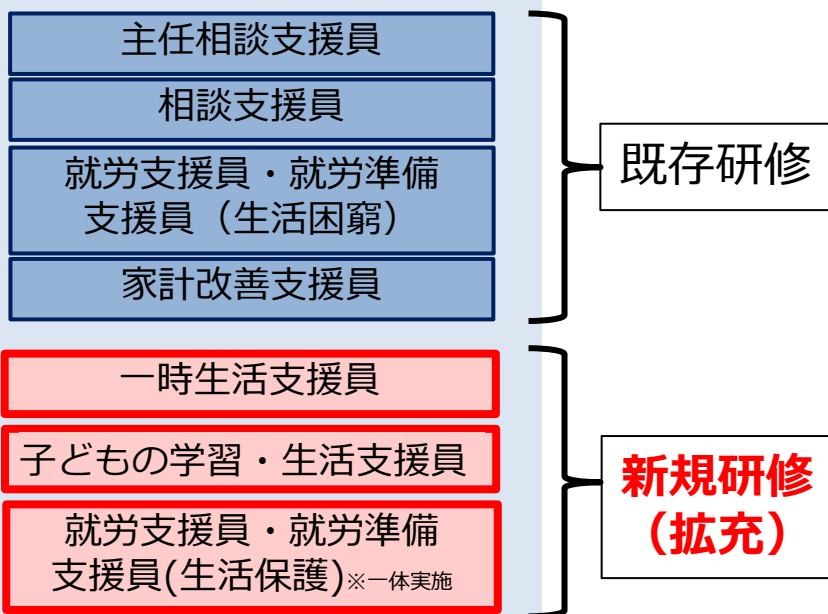 主任相談支援員
相談支援員
就労支援員・就労準備
支援員（生活困窮）
家計改善支援員
既存研修
一時生活支援員
子どもの学習・生活支援員
就労支援員・就労準備
支援員(生活保護)※一体実施
新規研修
（拡充）